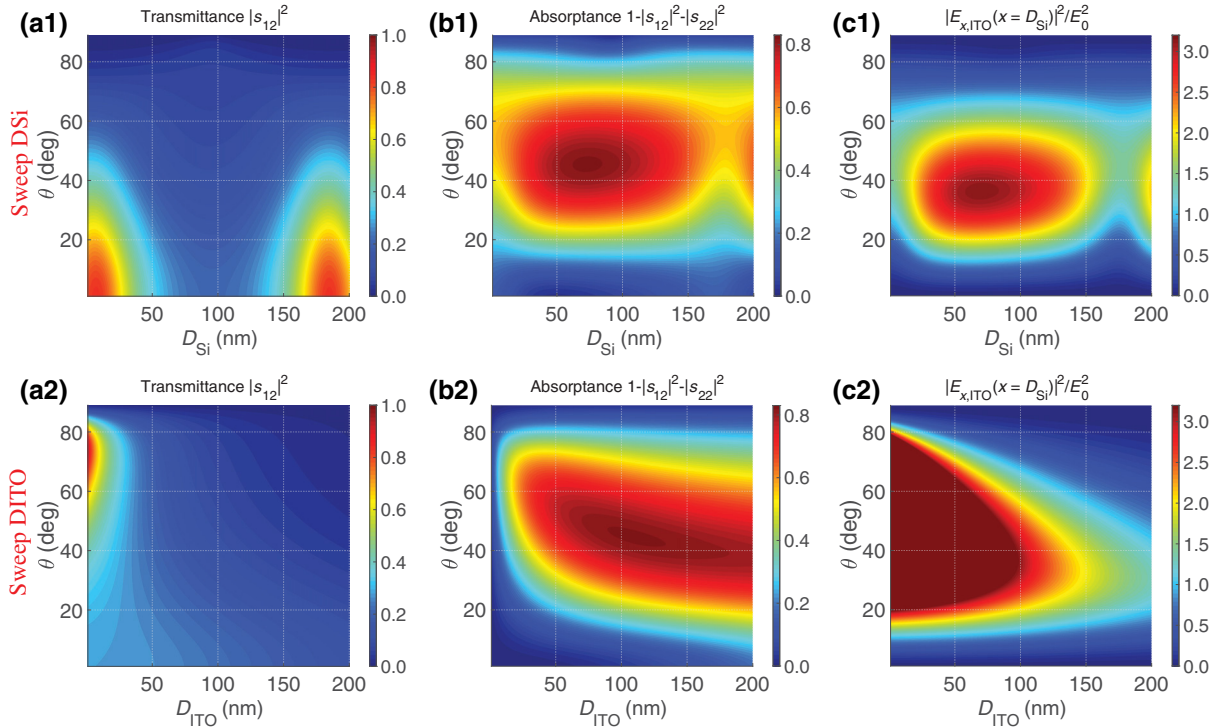 (a1) Transmittance |s12|² (b1) Absorptance 1-|s12|²-|s22|² (c1) |Ex,ITO(x = DSi)|²/E0²
Sweep DSi
θ (deg)
80
60
40
20
50 100 150 200
DSi (nm)
1.0
0.8
0.6
0.4
0.2
0.0
θ (deg)
80
60
40
20
50 100 150 200
DSi (nm)
0.8
0.6
0.4
0.2
0.0
θ (deg)
80
60
40
20
50 100 150 200
DSi (nm)
3.0
2.5
2.0
1.5
1.0
0.5
0.0
(a2) Transmittance |s12|² (b2) Absorptance 1-|s12|²-|s22|² (c2) |Ex,ITO(x = DSi)|²/E0²
Sweep DITO
θ (deg)
80
60
40
20
50 100 150 200
DITO (nm)
1.0
0.8
0.6
0.4
0.2
0.0
θ (deg)
80
60
40
20
50 100 150 200
DITO (nm)
0.8
0.6
0.4
0.2
0.0
θ (deg)
80
60
40
20
50 100 150 200
DITO (nm)
3.0
2.5
2.0
1.5
1.0
0.5
0.0